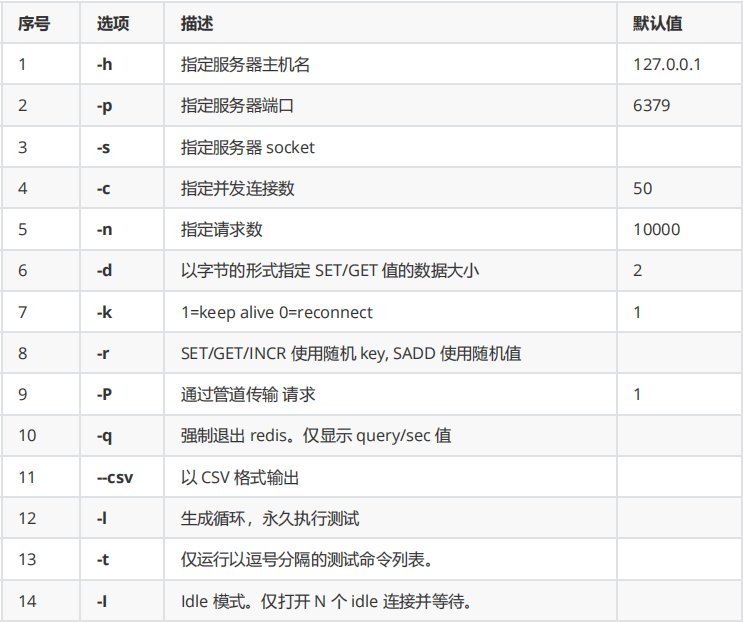 序号 选项 描述 默认值
1 -h 指定服务器主机名 127.0.0.1
2 -p 指定服务器端口 6379
3 -s 指定服务器 socket
4 -c 指定并发连接数 50
5 -n 指定请求数 10000
6 -d 以字节的形式指定 SET/GET 值的数据大小 2
7 -k 1=keep alive 0=reconnect 1
8 -r SET/GET/INCR 使用随机 key, SADD 使用随机值
9 -P 通过管道传输 请求 1
10 -q 强制退出 redis。仅显示 query/sec 值
11 --csv 以 CSV 格式输出
12 -l 生成循环，永久执行测试
13 -t 仅运行以逗号分隔的测试命令列表。
14 -I Idle 模式。仅打开 N 个 idle 连接并等待。